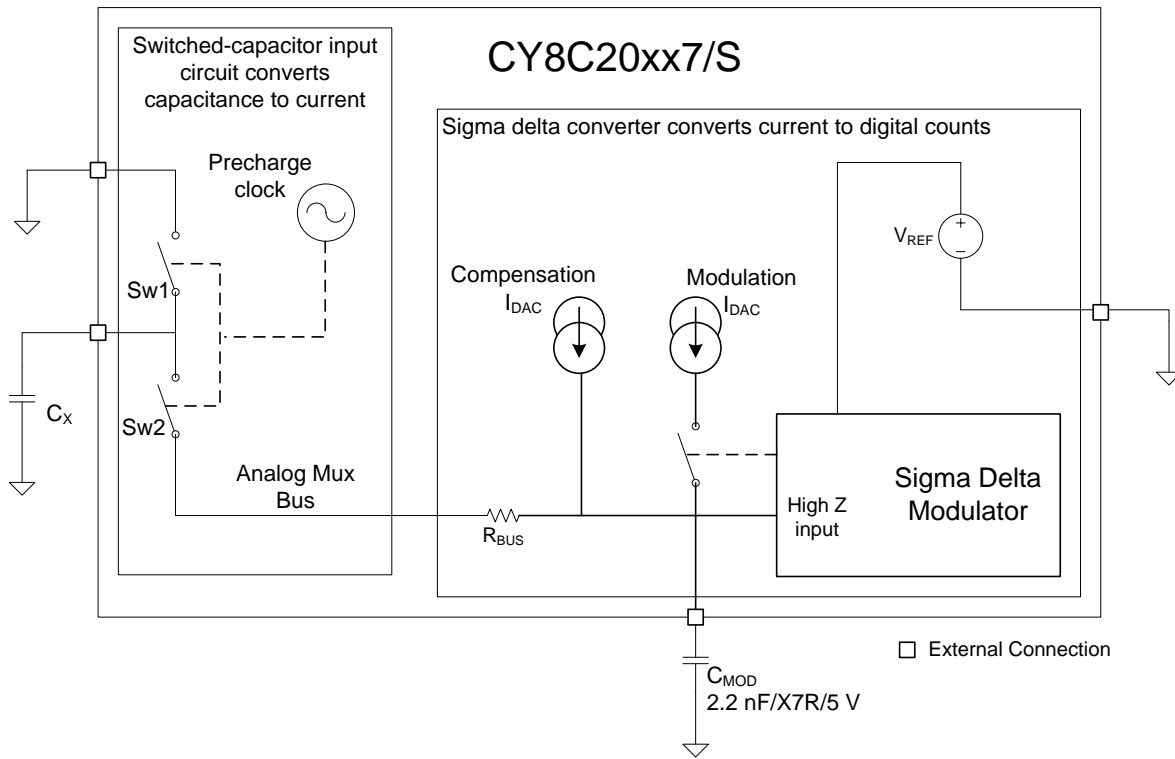 Switched-capacitor input
circuit converts
capacitance to current
CY8C20xx7/S
Sigma delta converter converts current to digital counts
Precharge
clock
+
VREF
−
Compensation
IDAC
Modulation
IDAC
Sw1
CX
Sw2
Analog Mux
Bus
RBUS
High Z
input
Sigma Delta
Modulator
External Connection
CMOD
2.2 nF/X7R/5 V